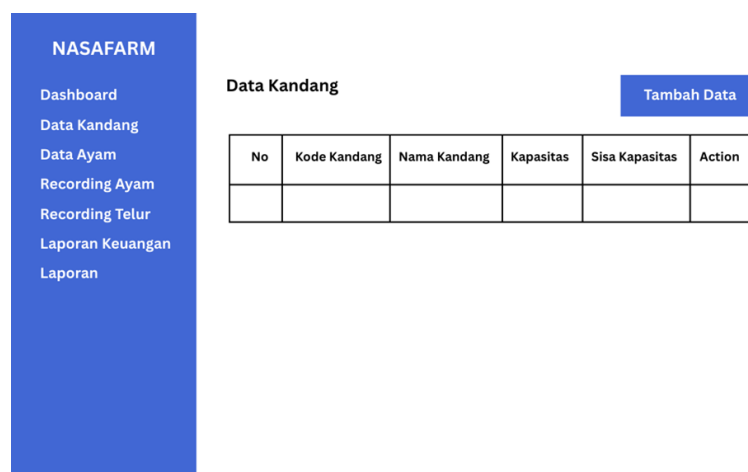 NASAFARM
Dashboard
Data Kandang
Data Ayam
Recording Ayam
Recording Telur
Laporan Keuangan
Laporan
Data Kandang
Tambah Data
No Kode Kandang Nama Kandang Kapasitas Sisa Kapasitas Action